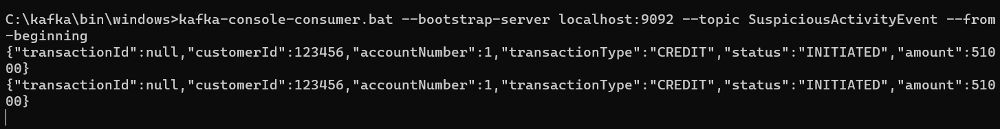 C:\kafka\bin\windows>kafka-console-consumer.bat --bootstrap-server localhost:9092 --topic SuspiciousActivityEvent --from
-beginning
{"transactionId":null,"customerId":123456,"accountNumber":1,"transactionType":"CREDIT","status":"INITIATED","amount":510
00}
{"transactionId":null,"customerId":123456,"accountNumber":1,"transactionType":"CREDIT","status":"INITIATED","amount":510
00}